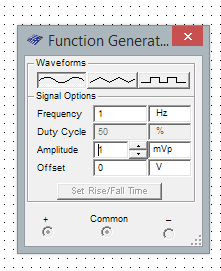 Function Generat...
Waveforms
Signal Options
Frequency 1 Hz
Duty Cycle 50 %
Amplitude 1 mVp
Offset 0 V
Set Rise/Fall Time
+ Common –